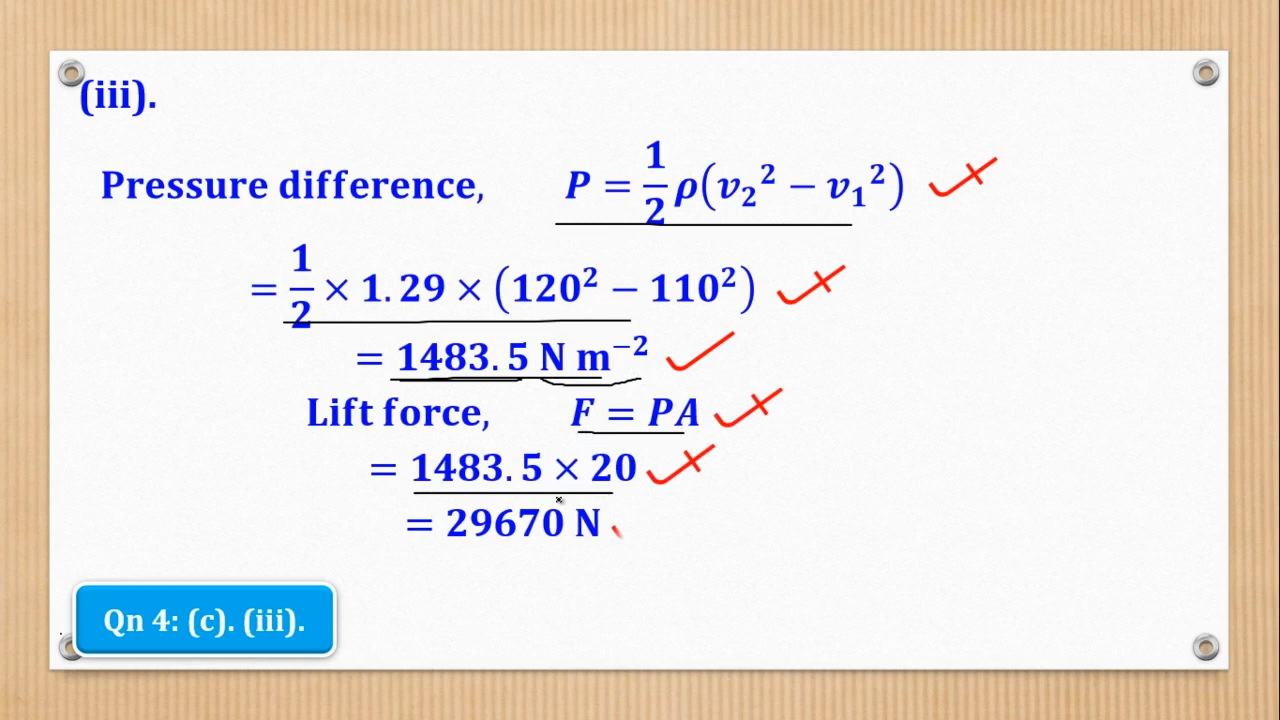 (iii).
Pressure difference, P = 1/2 ρ(v₂² − v₁²)
= 1/2 × 1.29 × (120² − 110²)
= 1483.5 N m⁻²
Lift force, F = PA
= 1483.5 × 20
= 29670 N
Qn 4: (c). (iii).